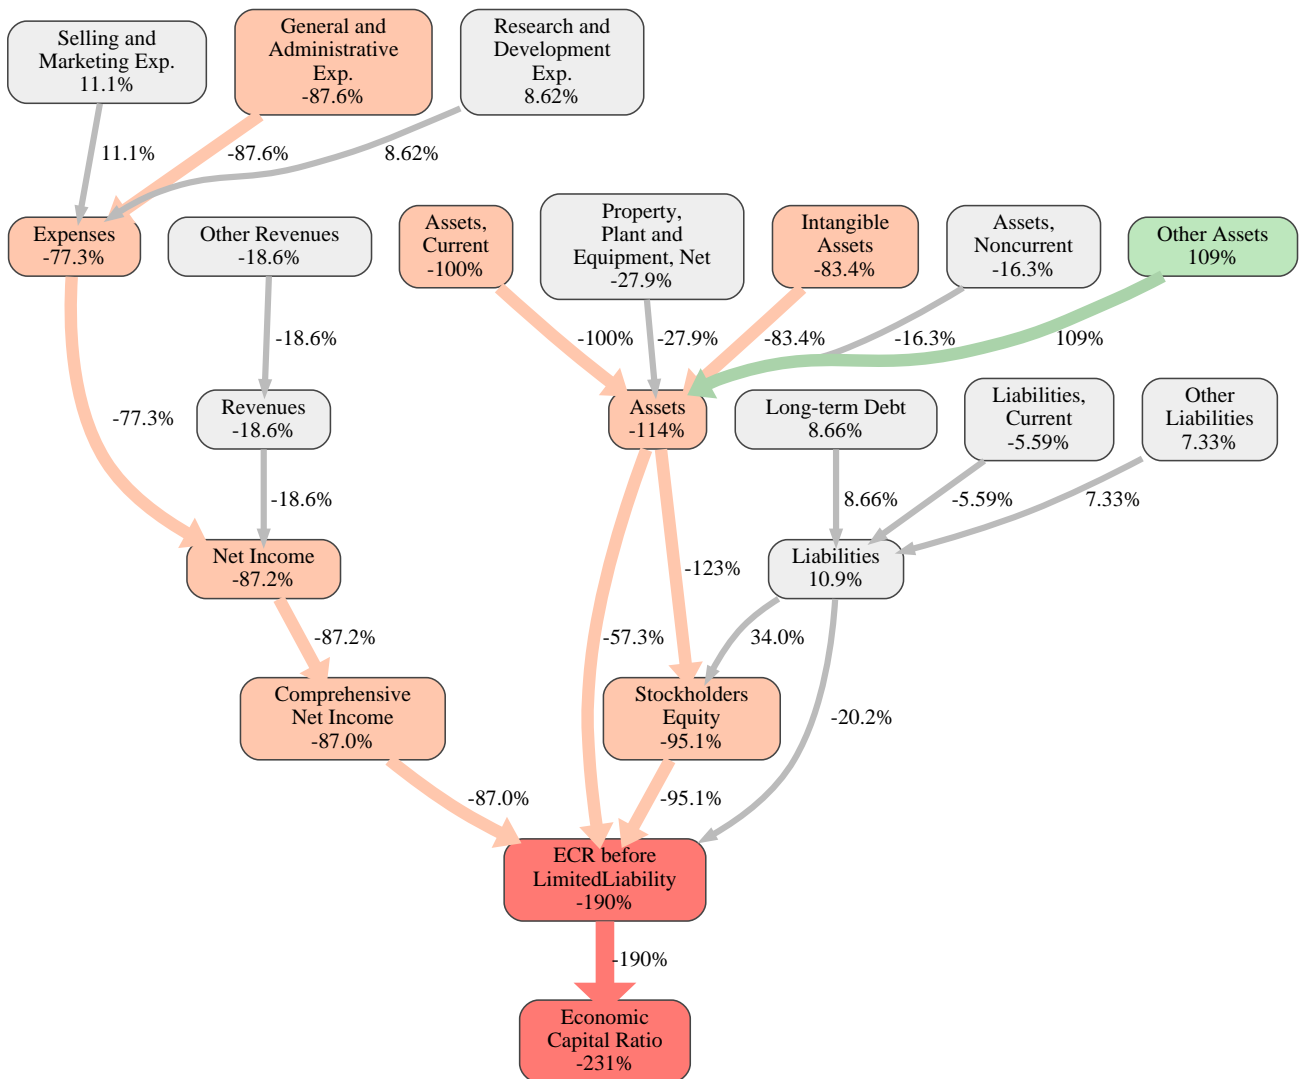 Selling and
Marketing Exp.
11.1%
General and
Administrative
Exp.
-87.6%
Research and
Development
Exp.
8.62%
11.1%
-87.6%
8.62%
Expenses
-77.3%
Other Revenues
-18.6%
Assets,
Current
-100%
Property,
Plant and
Equipment, Net
-27.9%
Intangible
Assets
-83.4%
Assets,
Noncurrent
-16.3%
Other Assets
109%
-18.6%
-100%
-27.9%
-83.4%
-16.3%
109%
-77.3%
Revenues
-18.6%
Assets
-114%
Long-term Debt
8.66%
Liabilities,
Current
-5.59%
Other
Liabilities
7.33%
-18.6%
8.66%
-5.59%
7.33%
Net Income
-87.2%
-123%
Liabilities
10.9%
-87.2%
-57.3%
34.0%
Comprehensive
Net Income
-87.0%
Stockholders
Equity
-95.1%
-20.2%
-87.0%
-95.1%
ECR before
LimitedLiability
-190%
-190%
Economic
Capital Ratio
-231%